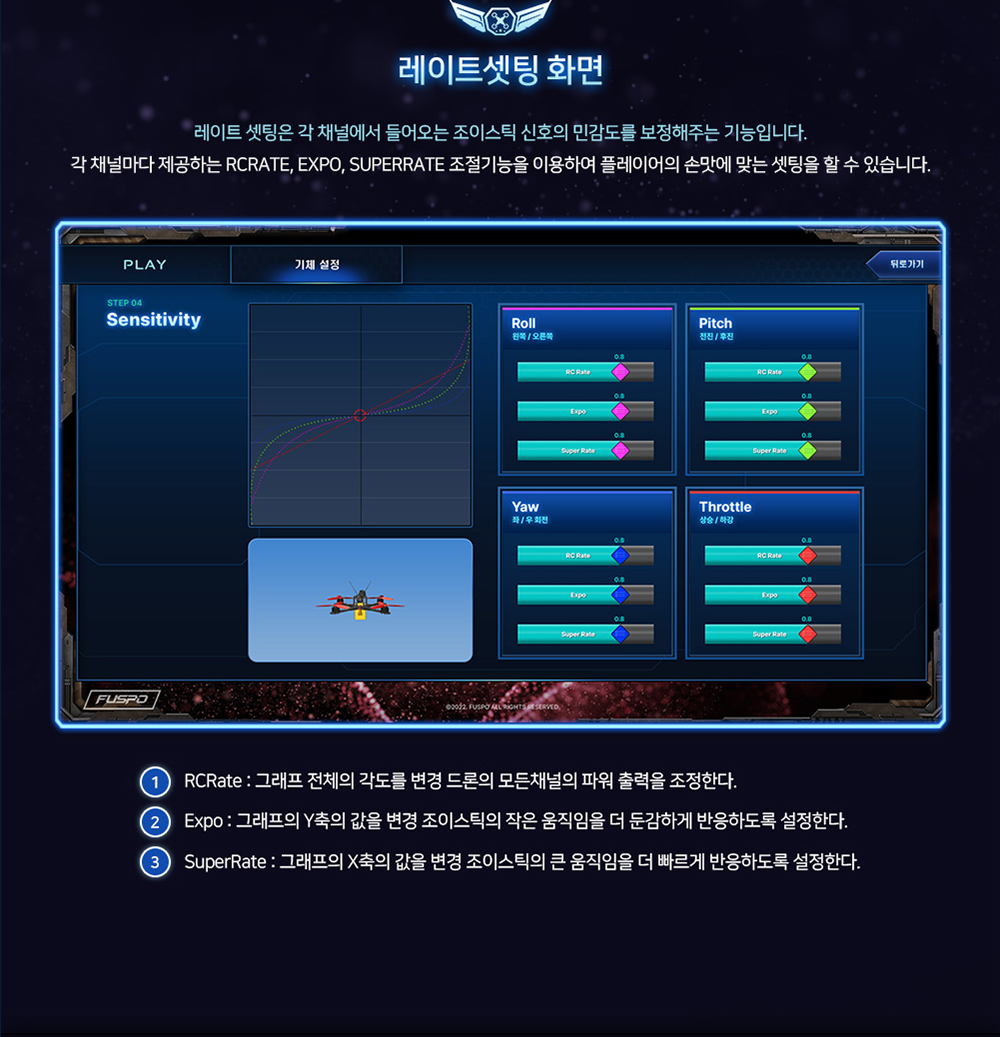 레이트셋팅 화면
레이트 셋팅은 각 채널에서 들어오는 조이스틱 신호의 민감도를 보정해주는 기능입니다.
각 채널마다 제공하는 RCRATE, EXPO, SUPERRATE 조절기능을 이용하여 플레이어의 손맛에 맞는 셋팅을 할 수 있습니다.
PLAY
기체 설정
뒤로가기
STEP 04
Sensitivity
Roll
왼쪽 / 오른쪽
0.8
RC Rate
0.8
Expo
0.8
Super Rate
Pitch
전진 / 후진
0.8
RC Rate
0.8
Expo
0.8
Super Rate
Yaw
좌 / 우 회전
0.8
RC Rate
0.8
Expo
0.8
Super Rate
Throttle
상승 / 하강
0.8
RC Rate
0.8
Expo
0.8
Super Rate
FUSPO
©2022. FUSPO ALL RIGHTS RESERVED.
1 RCRate : 그래프 전체의 각도를 변경 드론의 모든채널의 파워 출력을 조정한다.
2 Expo : 그래프의 Y축의 값을 변경 조이스틱의 작은 움직임을 더 둔감하게 반응하도록 설정한다.
3 SuperRate : 그래프의 X축의 값을 변경 조이스틱의 큰 움직임을 더 빠르게 반응하도록 설정한다.